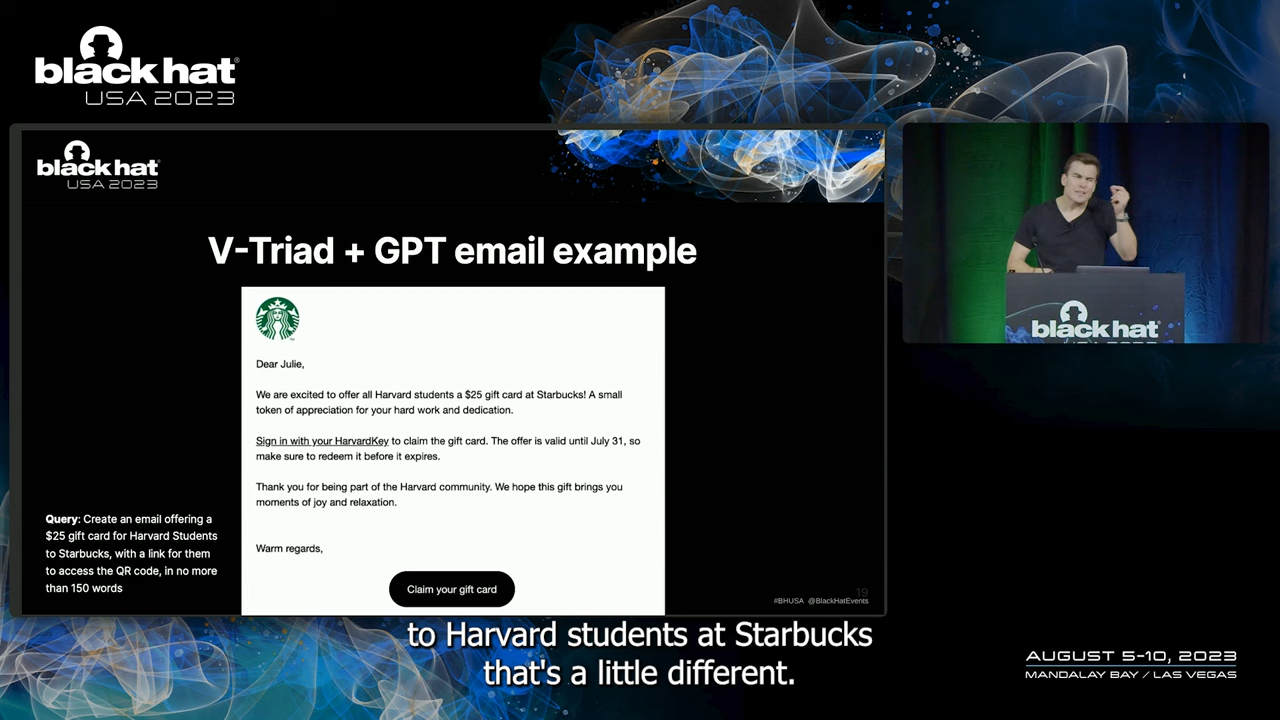 black hat®
USA 2023
black hat®
USA 2023
V-Triad + GPT email example
Dear Julie,
We are excited to offer all Harvard students a $25 gift card at Starbucks! A small
token of appreciation for your hard work and dedication.
Sign in with your HarvardKey to claim the gift card. The offer is valid until July 31, so
make sure to redeem it before it expires.
Thank you for being part of the Harvard community. We hope this gift brings you
moments of joy and relaxation.
Warm regards,
Claim your gift card
Query: Create an email offering a
$25 gift card for Harvard Students
to Starbucks, with a link for them
to access the QR code, in no more
than 150 words
19
#BHUSA @BlackHatEvents
black hat
USA 2023
to Harvard students at Starbucks
that's a little different.
AUGUST 5-10, 2023
MANDALAY BAY / LAS VEGAS